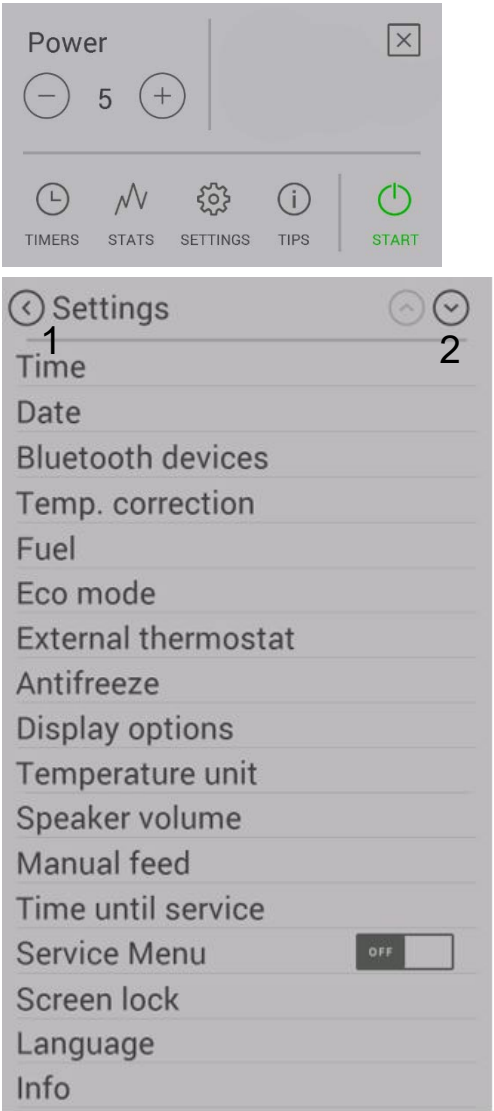 Power
5
TIMERS STATS SETTINGS TIPS START
Settings
1 2
Time
Date
Bluetooth devices
Temp. correction
Fuel
Eco mode
External thermostat
Antifreeze
Display options
Temperature unit
Speaker volume
Manual feed
Time until service
Service Menu OFF
Screen lock
Language
Info